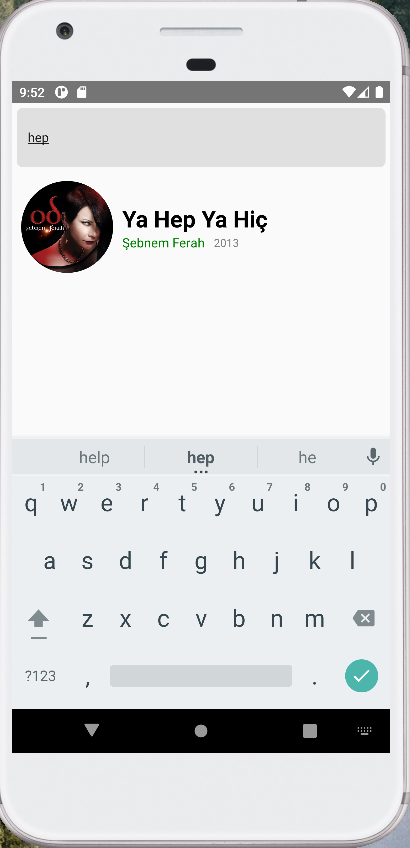 9:52
hep
od
şebnem ferah
Ya Hep Ya Hiç
Şebnem Ferah 2013
help hep he
1 2 3 4 5 6 7 8 9 0
q w e r t y u i o p
a s d f g h j k l
z x c v b n m
?123 , .